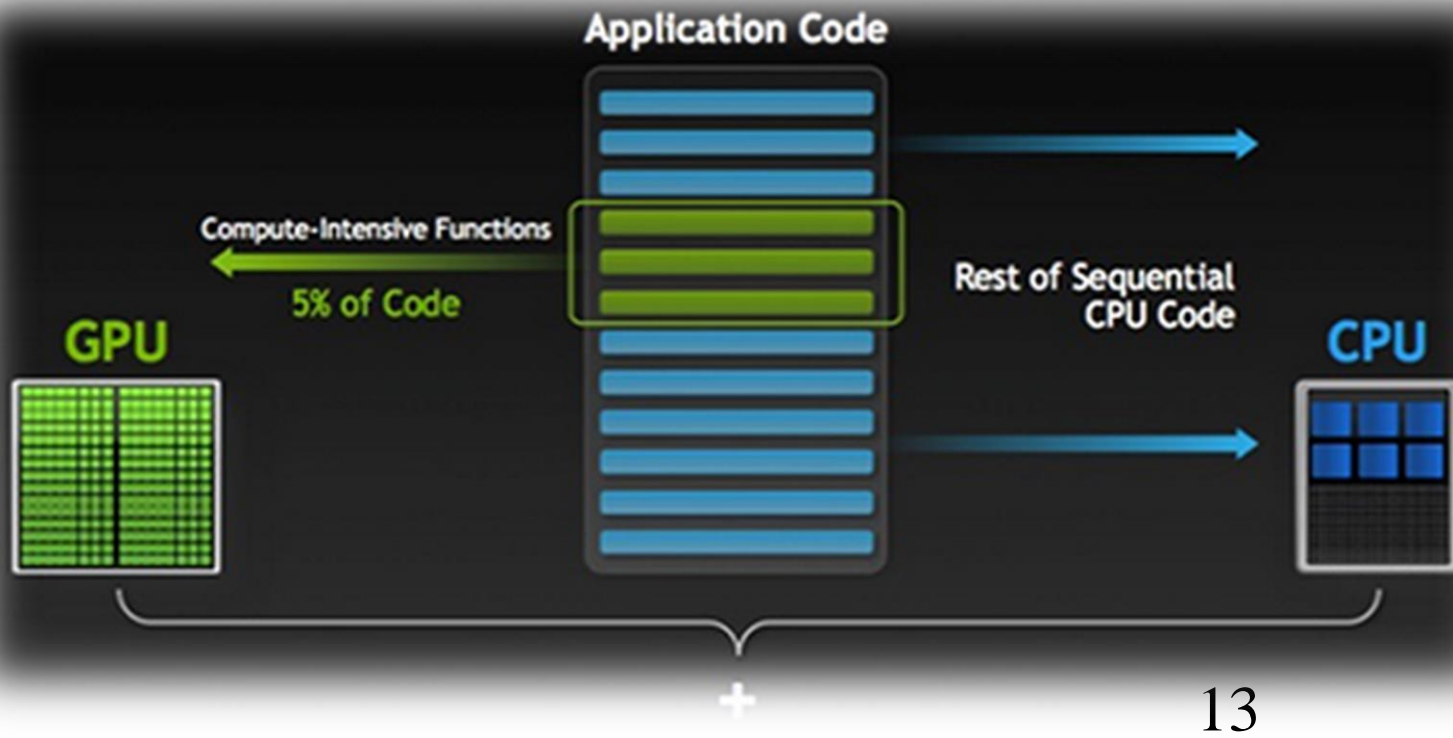 Application Code
Compute-Intensive Functions
5% of Code
GPU
Rest of Sequential
CPU Code
CPU
+
13